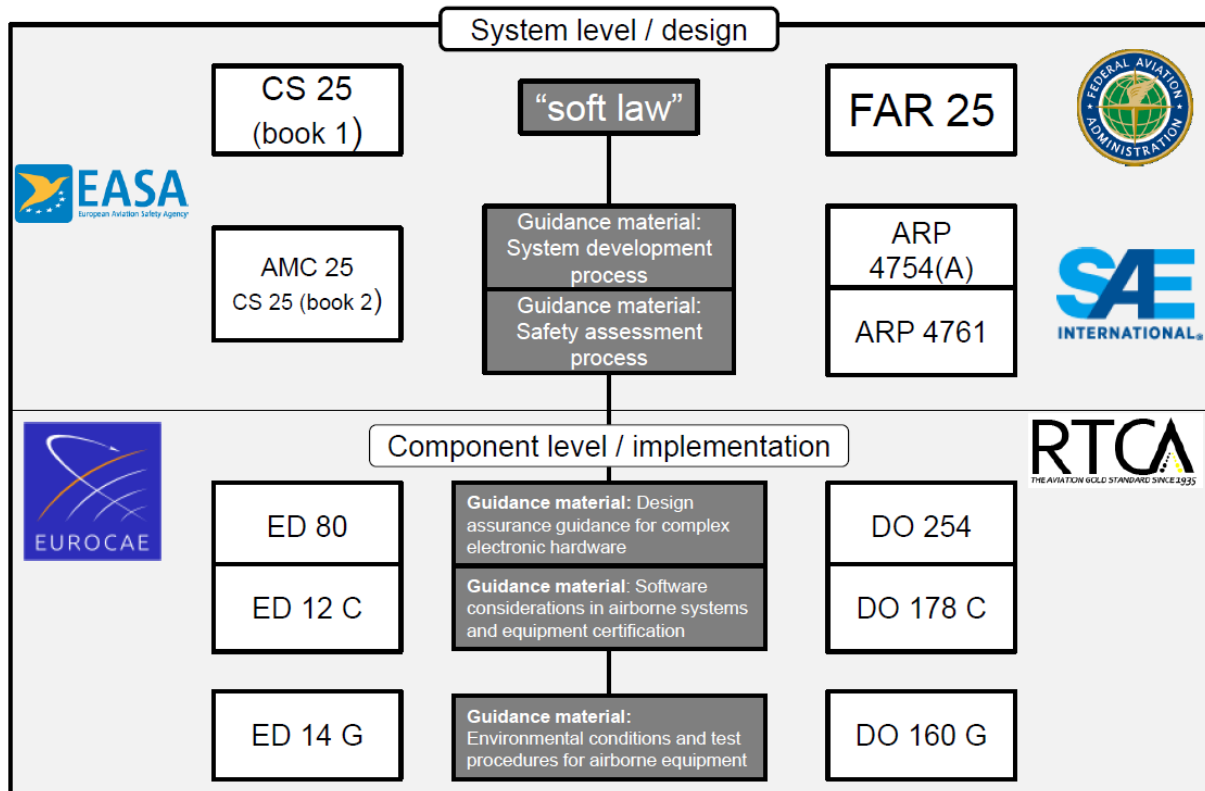 System level / design
CS 25
(book 1)
“soft law”
FAR 25
FEDERAL AVIATION
ADMINISTRATION
EASA
European Aviation Safety Agency
AMC 25
CS 25 (book 2)
Guidance material:
System development
process
Guidance material:
Safety assessment
process
ARP
4754(A)
ARP 4761
SAE
INTERNATIONAL®
EUROCAE
Component level / implementation
RTCA
THE AVIATION GOLD STANDARD SINCE 1935
ED 80
Guidance material: Design
assurance guidance for complex
electronic hardware
DO 254
ED 12 C
Guidance material: Software
considerations in airborne systems
and equipment certification
DO 178 C
ED 14 G
Guidance material:
Environmental conditions and test
procedures for airborne equipment
DO 160 G